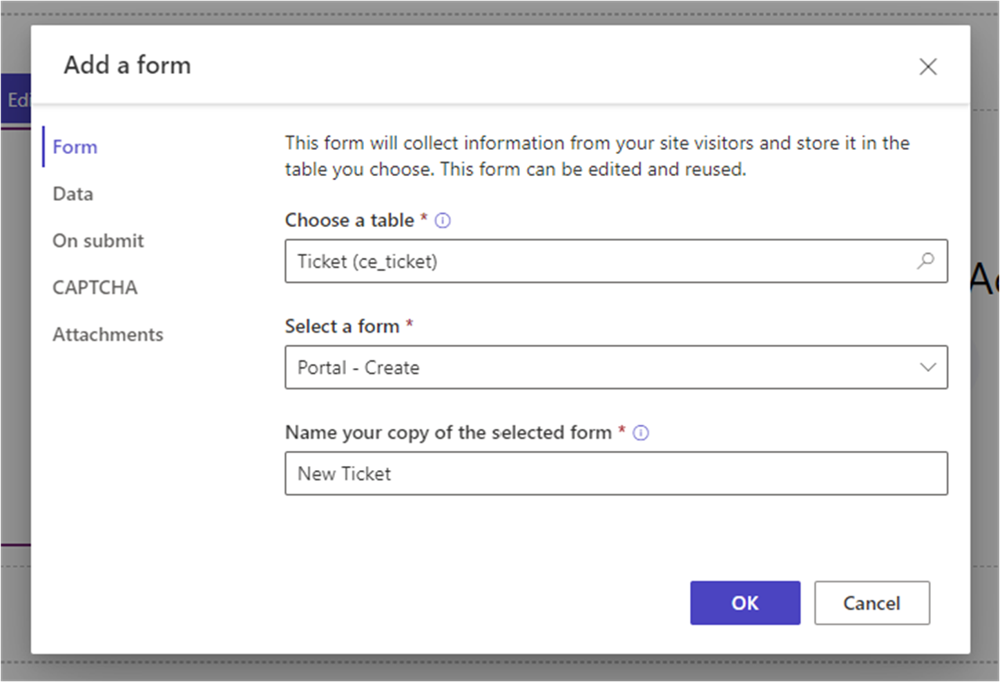 Add a form
Edi
Form
Data
On submit
CAPTCHA
Attachments
This form will collect information from your site visitors and store it in the
table you choose. This form can be edited and reused.
Choose a table *
Ticket (ce_ticket)
Select a form *
Portal - Create
Name your copy of the selected form *
New Ticket
OK
Cancel